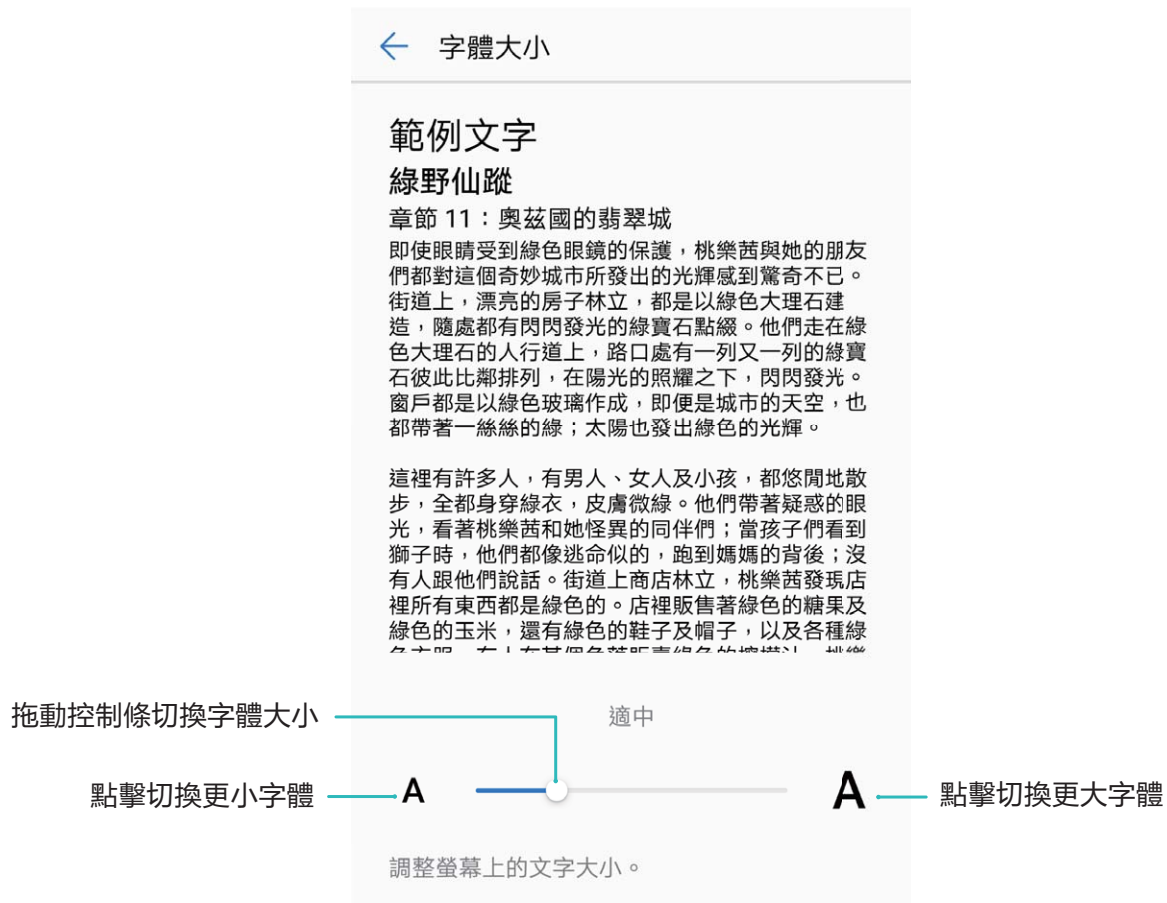 字體大小
範例文字
綠野仙蹤
章節 11：奧茲國的翡翠城
即使眼睛受到綠色眼鏡的保護，桃樂茜與她的朋友
們都對這個奇妙城市所發出的光輝感到驚奇不已。
街道上，漂亮的房子林立，都是以綠色大理石建
造，隨處都有閃閃發光的綠寶石點綴。他們走在綠
色大理石的人行道上，路口處有一列又一列的綠寶
石彼此比鄰排列，在陽光的照耀之下，閃閃發光。
窗戶都是以綠色玻璃作成，即便是城市的天空，也
都帶著一絲絲的綠；太陽也發出綠色的光輝。
這裡有許多人，有男人、女人及小孩，都悠閒地散
步，全都身穿綠衣，皮膚微綠。他們帶著疑惑的眼
光，看著桃樂茜和她怪異的同伴們；當孩子們看到
獅子時，他們都像逃命似的，跑到媽媽的背後；沒
有人跟他們說話。街道上商店林立，桃樂茜發現店
裡所有東西都是綠色的。店裡販售著綠色的糖果及
綠色的玉米，還有綠色的鞋子及帽子，以及各種綠
拖動控制條切換字體大小
適中
點擊切換更小字體
A
A
點擊切換更大字體
調整螢幕上的文字大小。